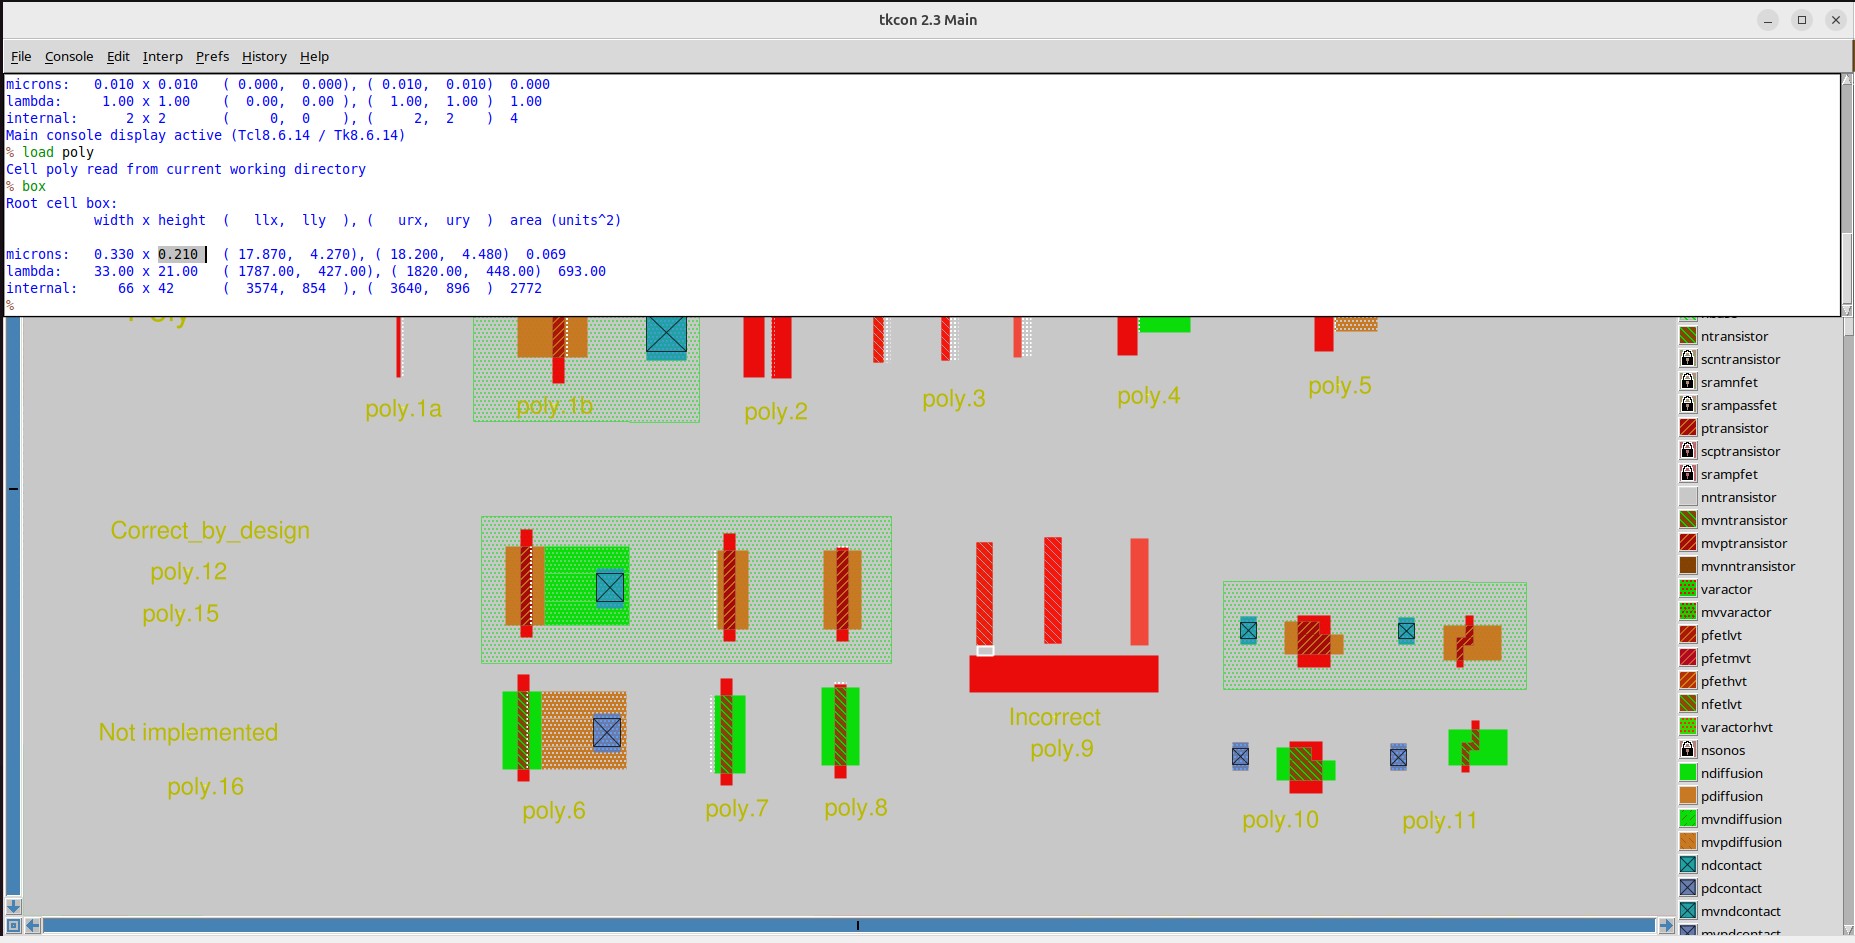 tkcon 2.3 Main
File Console Edit Interp Prefs History Help
microns: 0.010 x 0.010 ( 0.000, 0.000), ( 0.010, 0.010) 0.000
lambda: 1.00 x 1.00 ( 0.00, 0.00 ), ( 1.00, 1.00 ) 1.00
internal: 2 x 2 ( 0, 0 ), ( 2, 2 ) 4
Main console display active (Tcl8.6.14 / Tk8.6.14)
% load poly
Cell poly read from current working directory
% box
Root cell box:
width x height ( llx, lly ), ( urx, ury ) area (units^2)
microns: 0.330 x 0.210 ( 17.870, 4.270), ( 18.200, 4.480) 0.069
lambda: 33.00 x 21.00 ( 1787.00, 427.00), ( 1820.00, 448.00) 693.00
internal: 66 x 42 ( 3574, 854 ), ( 3640, 896 ) 2772
%
poly.1a
poly.1b
poly.2
poly.3
poly.4
poly.5
Correct_by_design
poly.12
poly.15
Not implemented
poly.16
poly.6
poly.7
poly.8
Incorrect
poly.9
poly.10
poly.11
ntransistor
scntransistor
sramnfet
srampassfet
ptransistor
scptransistor
srampfet
nntransistor
mvntransistor
mvptransistor
mvnntransistor
varactor
mvvaractor
pfetlvt
pfetmvt
pfethvt
nfetlvt
varactorhvt
nsonos
ndiffusion
pdiffusion
mvndiffusion
mvpdiffusion
ndcontact
pdcontact
mvndcontact
mvpdcontact